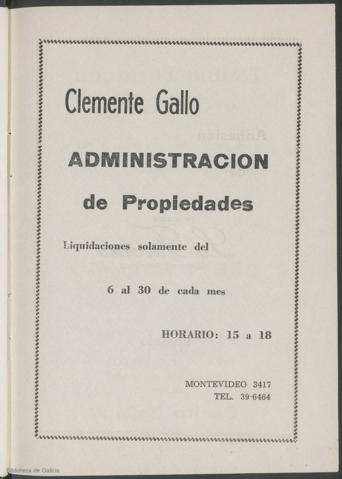 Clemente Gallo
ADMINISTRACION
de Propiedades
Liquidaciones solamente del
6 al 30 de cada mes
HORARIO: 15 a 18
MONTEVIDEO 3417
TEL. 39-6464
Biblioteca de Galicia